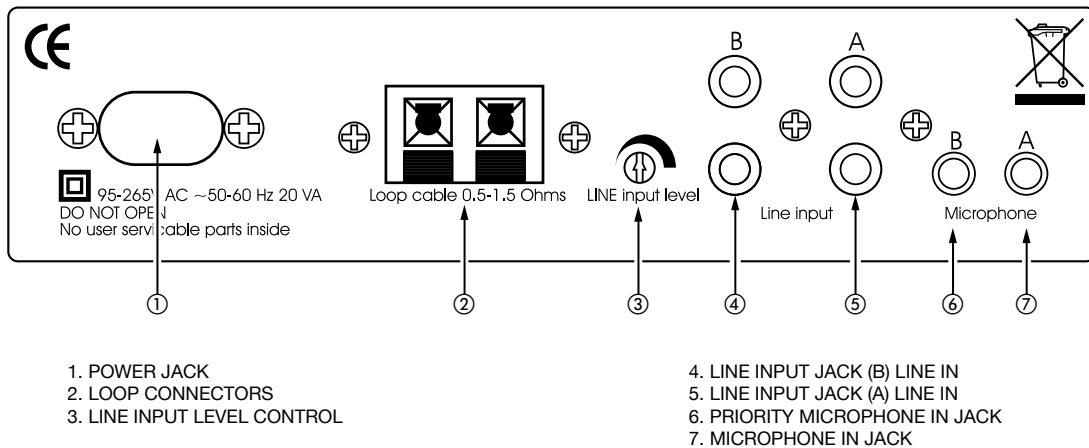 CE
B A
B A
95-265V AC ~50-60 Hz 20 VA
DO NOT OPEN
No user servicable parts inside
Loop cable 0.5-1.5 Ohms
LINE input level
Line input
Microphone
① ② ③ ④ ⑤ ⑥ ⑦
1. POWER JACK
2. LOOP CONNECTORS
3. LINE INPUT LEVEL CONTROL
4. LINE INPUT JACK (B) LINE IN
5. LINE INPUT JACK (A) LINE IN
6. PRIORITY MICROPHONE IN JACK
7. MICROPHONE IN JACK